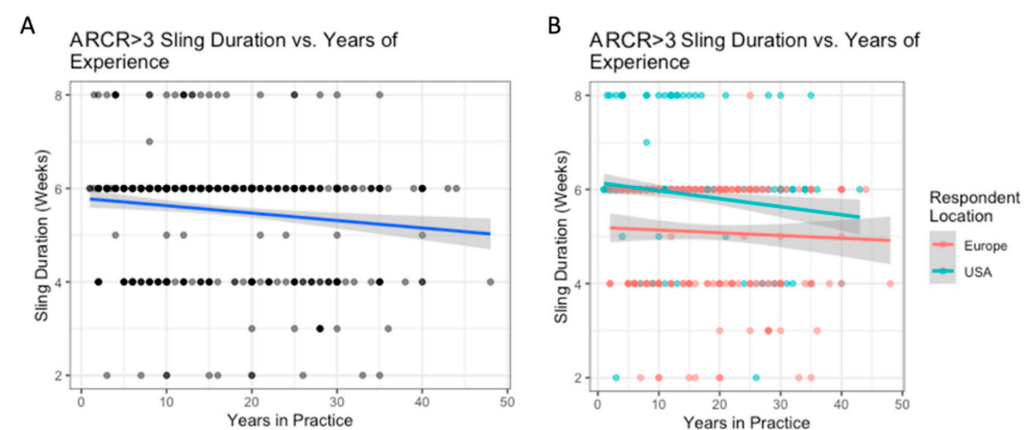 A
ARCR>3 Sling Duration vs. Years of
Experience
Sling Duration (Weeks)
8
6
4
2
0
10
20
30
40
50
Years in Practice
B
ARCR>3 Sling Duration vs. Years of
Experience
Sling Duration (Weeks)
8
6
4
2
0
10
20
30
40
50
Years in Practice
Respondent
Location
Europe
USA